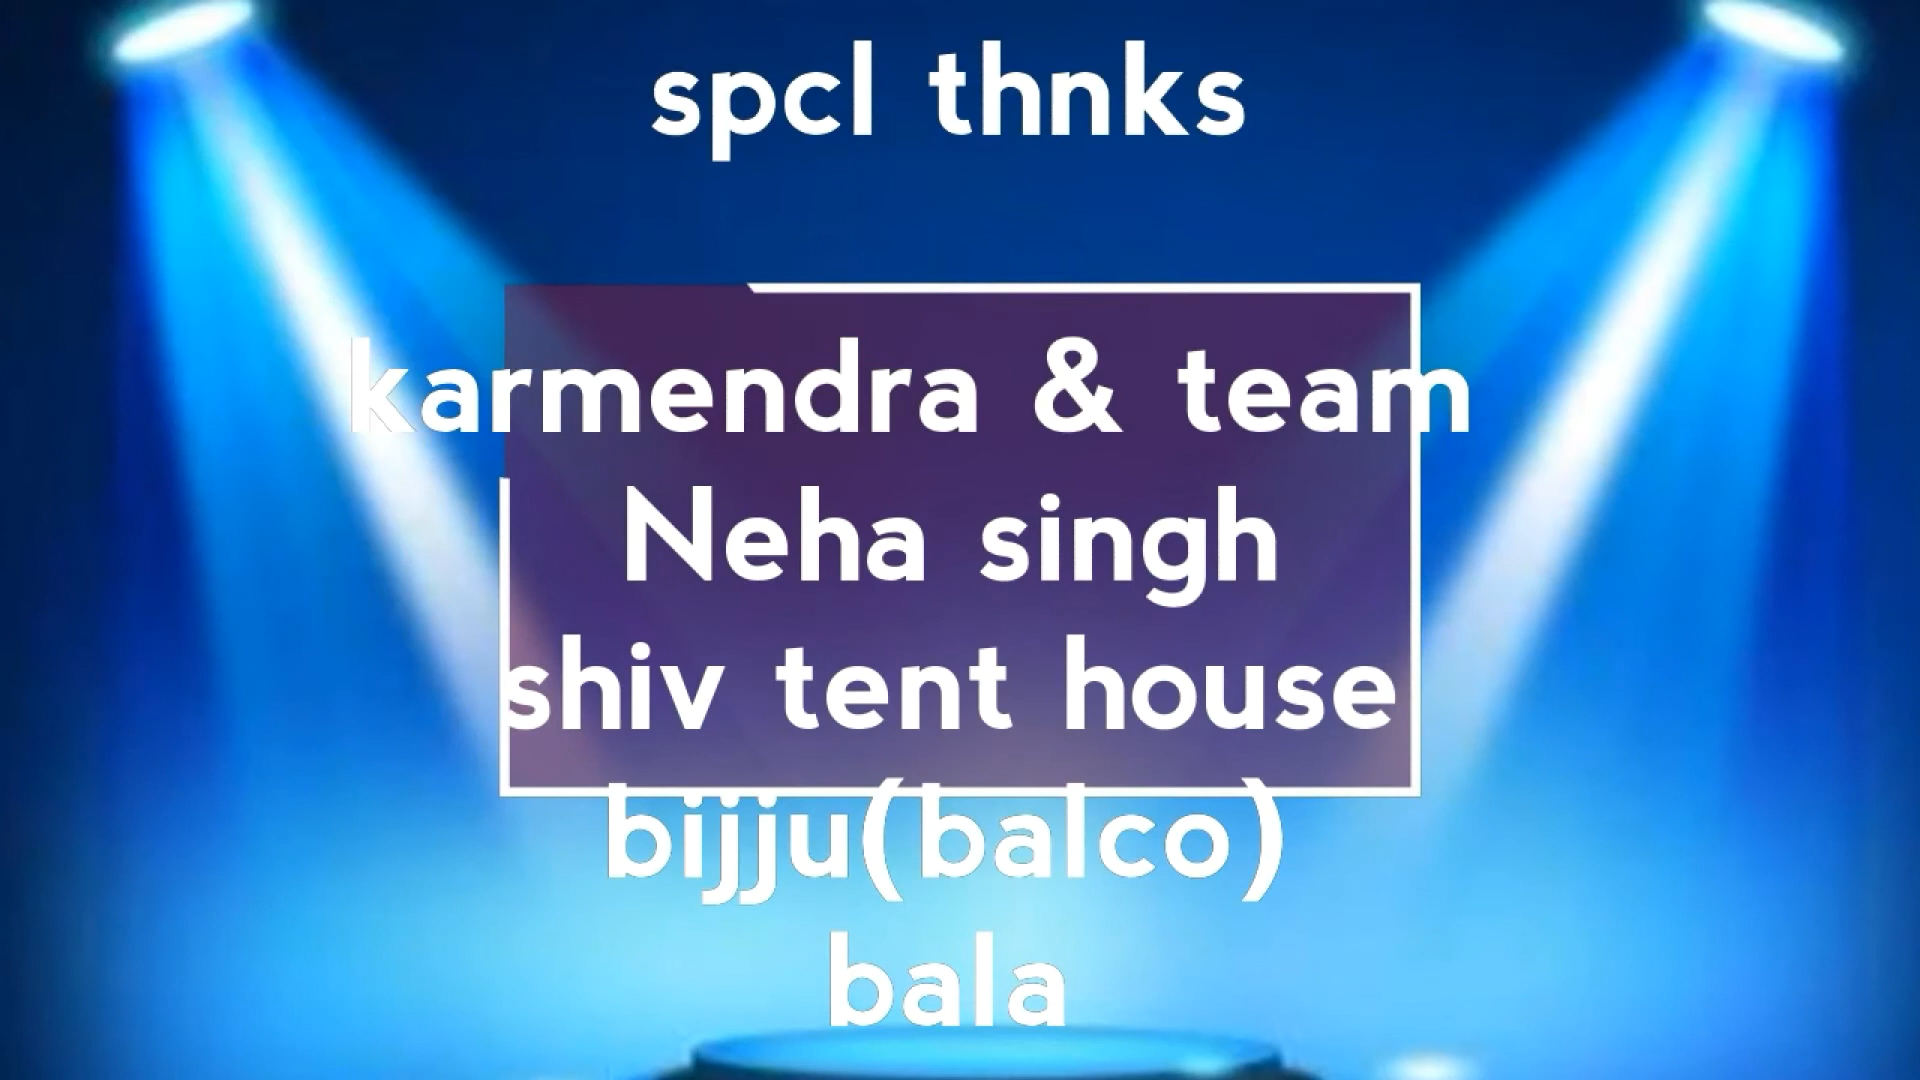 spcl thnks
karmendra & team
Neha singh
shiv tent house
bijju(balco)
bala